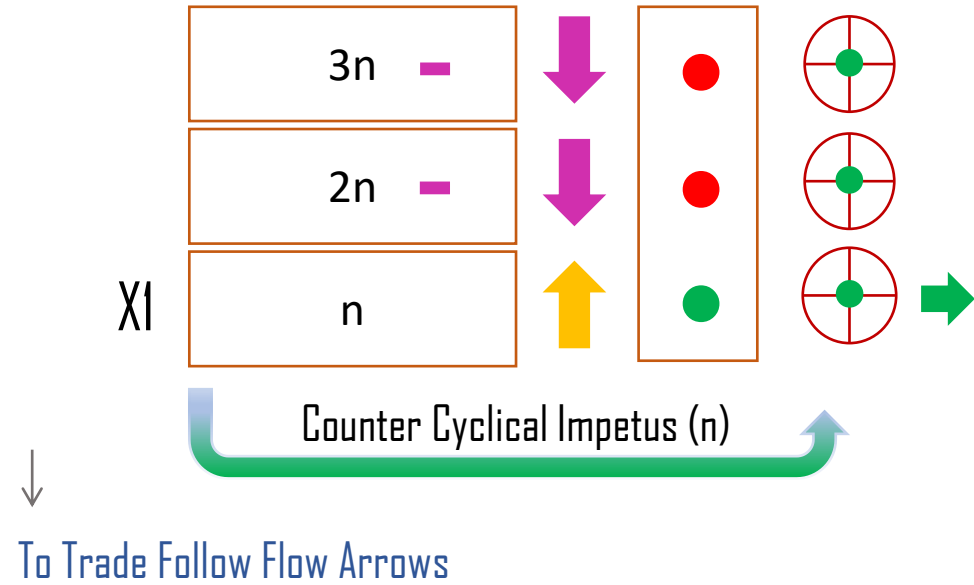 3n -
2n -
X1 n
Counter Cyclical Impetus (n)
To Trade Follow Flow Arrows